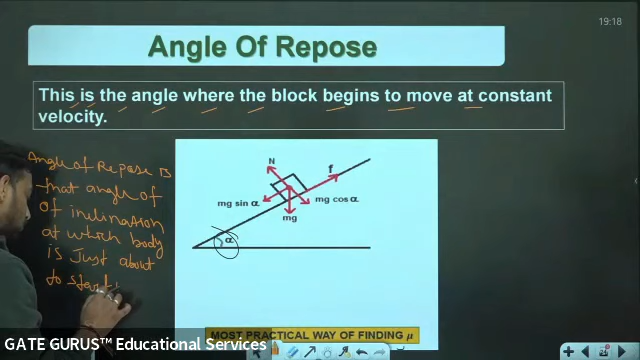 19:18
Angle Of Repose
This is the angle where the block begins to move at constant
velocity.
Angle of Repose is
that angle of
of inclination
at which body
is Just about
to start
N
f
mg sin α
mg cos α
mg
α
MOST PRACTICAL WAY OF FINDING μ
GATE GURUS™ Educational Services